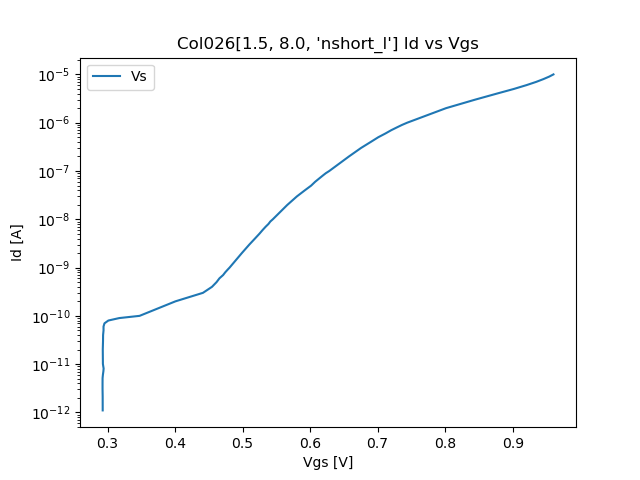 Col026[1.5, 8.0, 'nshort_l'] Id vs Vgs
Vs
Id [A]
10⁻⁵
10⁻⁶
10⁻⁷
10⁻⁸
10⁻⁹
10⁻¹⁰
10⁻¹¹
10⁻¹²
0.3 0.4 0.5 0.6 0.7 0.8 0.9
Vgs [V]